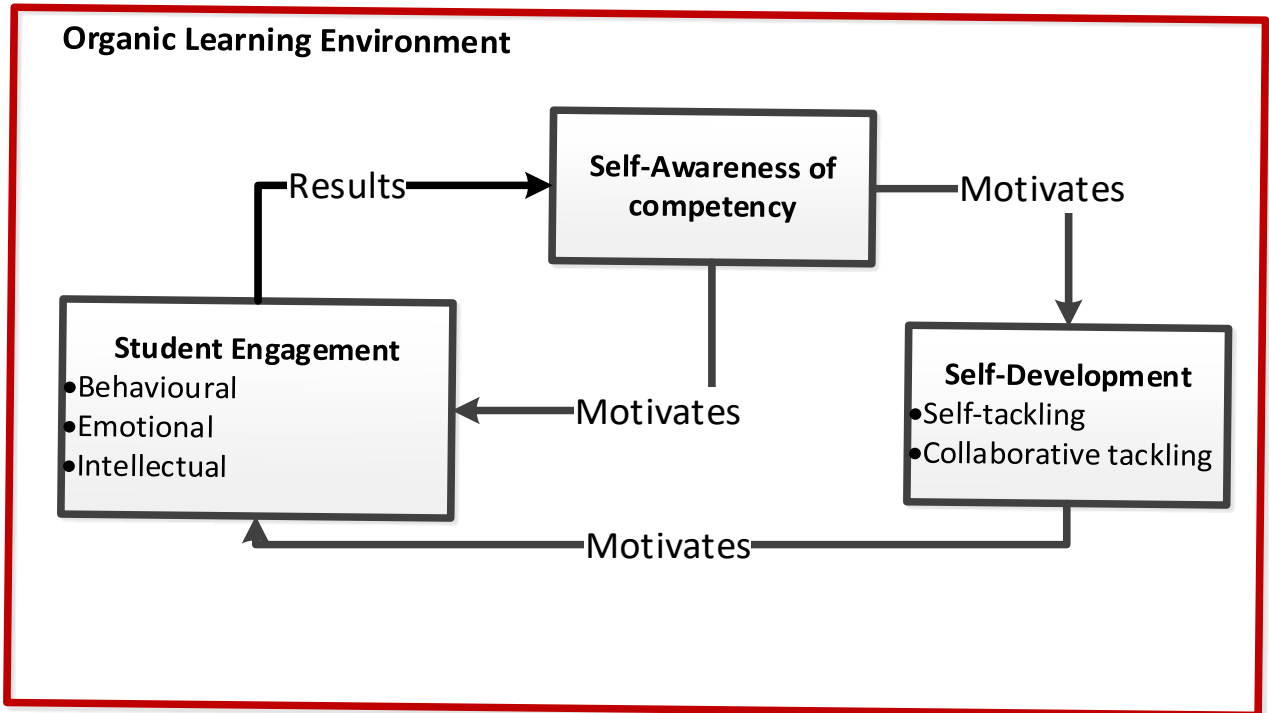 Organic Learning Environment
Self-Awareness of
competency
Results
Motivates
Student Engagement
•Behavioural
•Emotional
•Intellectual
Motivates
Self-Development
•Self-tackling
•Collaborative tackling
Motivates